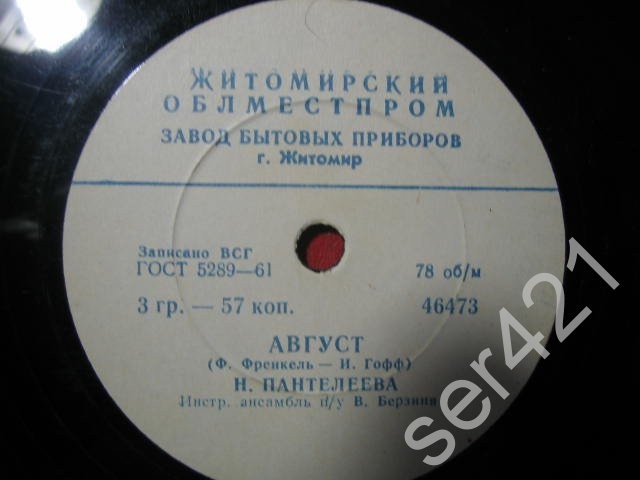 ЖИТОМИРСКИЙ
ОБЛМЕСТПРОМ
ЗАВОД БЫТОВЫХ ПРИБОРОВ
г. Житомир
Записано ВСГ
ГОСТ 5289—61 78 об/м
3 гр. — 57 коп. 46473
АВГУСТ
(Ф. Френкель — И. Гофф)
Н. ПАНТЕЛЕЕВА
Инстр. ансамбль п/у В. Берзина
ser421